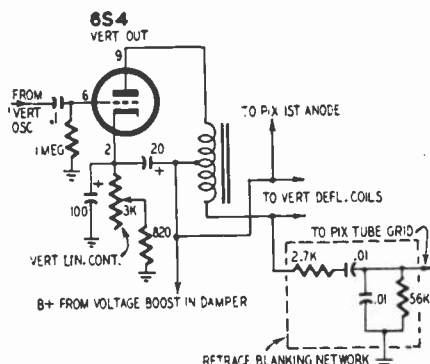 6S4
VERT OUT
9
FROM
VERT
OSC
.1
6
1 MEG
2
20
+
+
100
3K
820
VERT LIN. CONT.
B+ FROM VOLTAGE BOOST IN DAMPER
TO PIX 1ST ANODE
TO VERT DEFL. COILS
TO PIX TUBE GRID
2.7K
.01
.01
56K
RETRACE BLANKING NETWORK